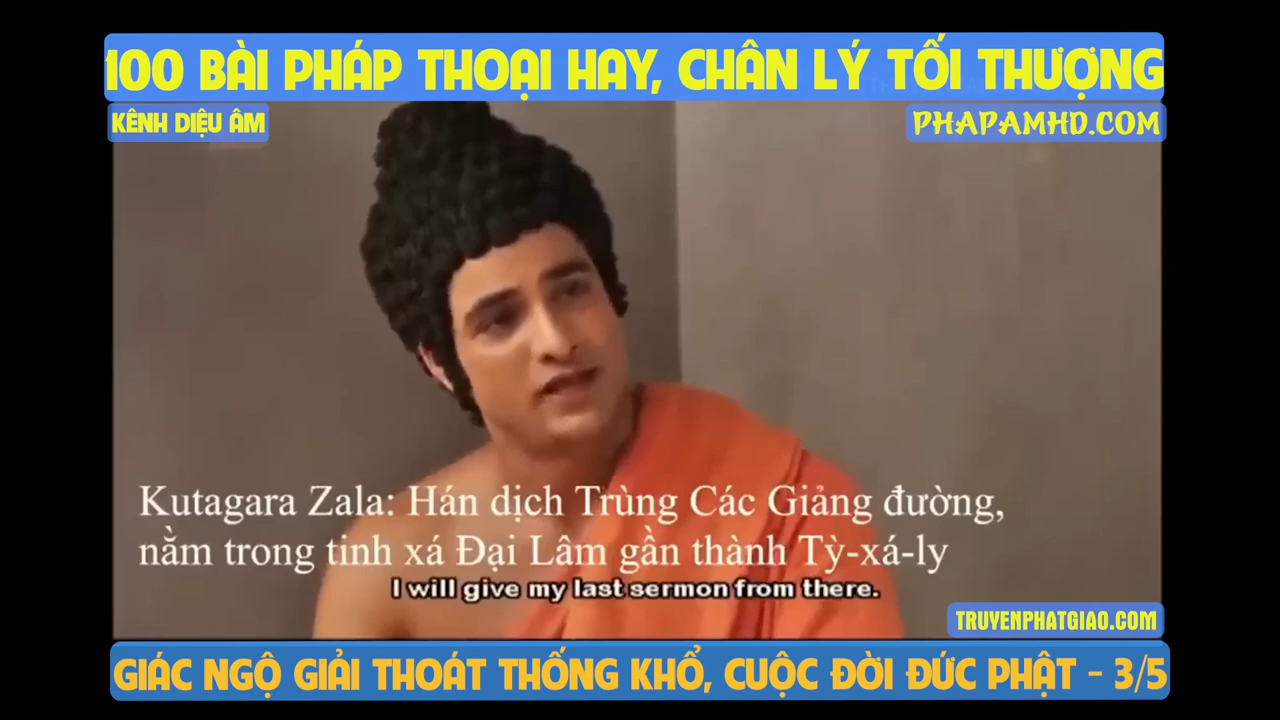 100 BÀI PHÁP THOẠI HAY, CHÂN LÝ TỐI THƯỢNG
KÊNH DIỆU ÂM
PHAPAMHD.COM
Kutagara Zala: Hán dịch Trùng Các Giảng đường,
nằm trong tinh xá Đại Lâm gần thành Tỳ-xá-ly
I will give my last sermon from there.
TRUYENPHATGIAO.COM
GIÁC NGỘ GIẢI THOÁT THỐNG KHỔ, CUỘC ĐỜI ĐỨC PHẬT - 3/5